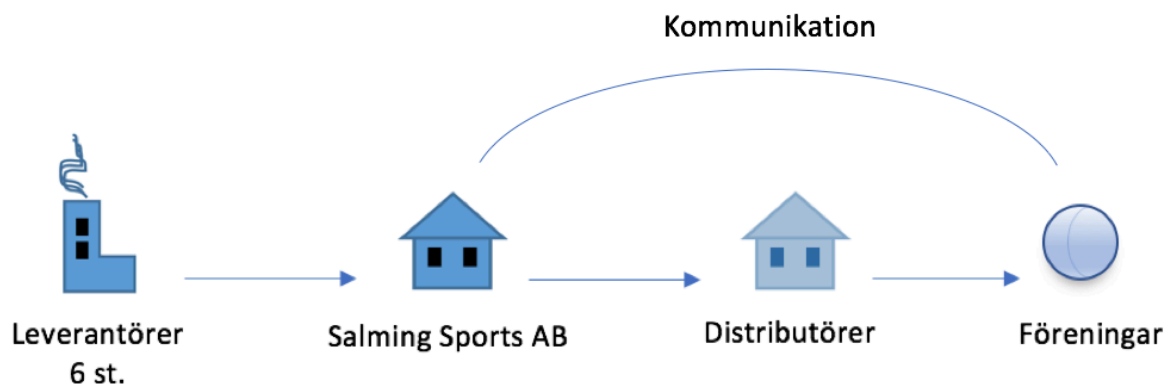 Kommunikation
Leverantörer
6 st.
Salming Sports AB
Distributörer
Föreningar